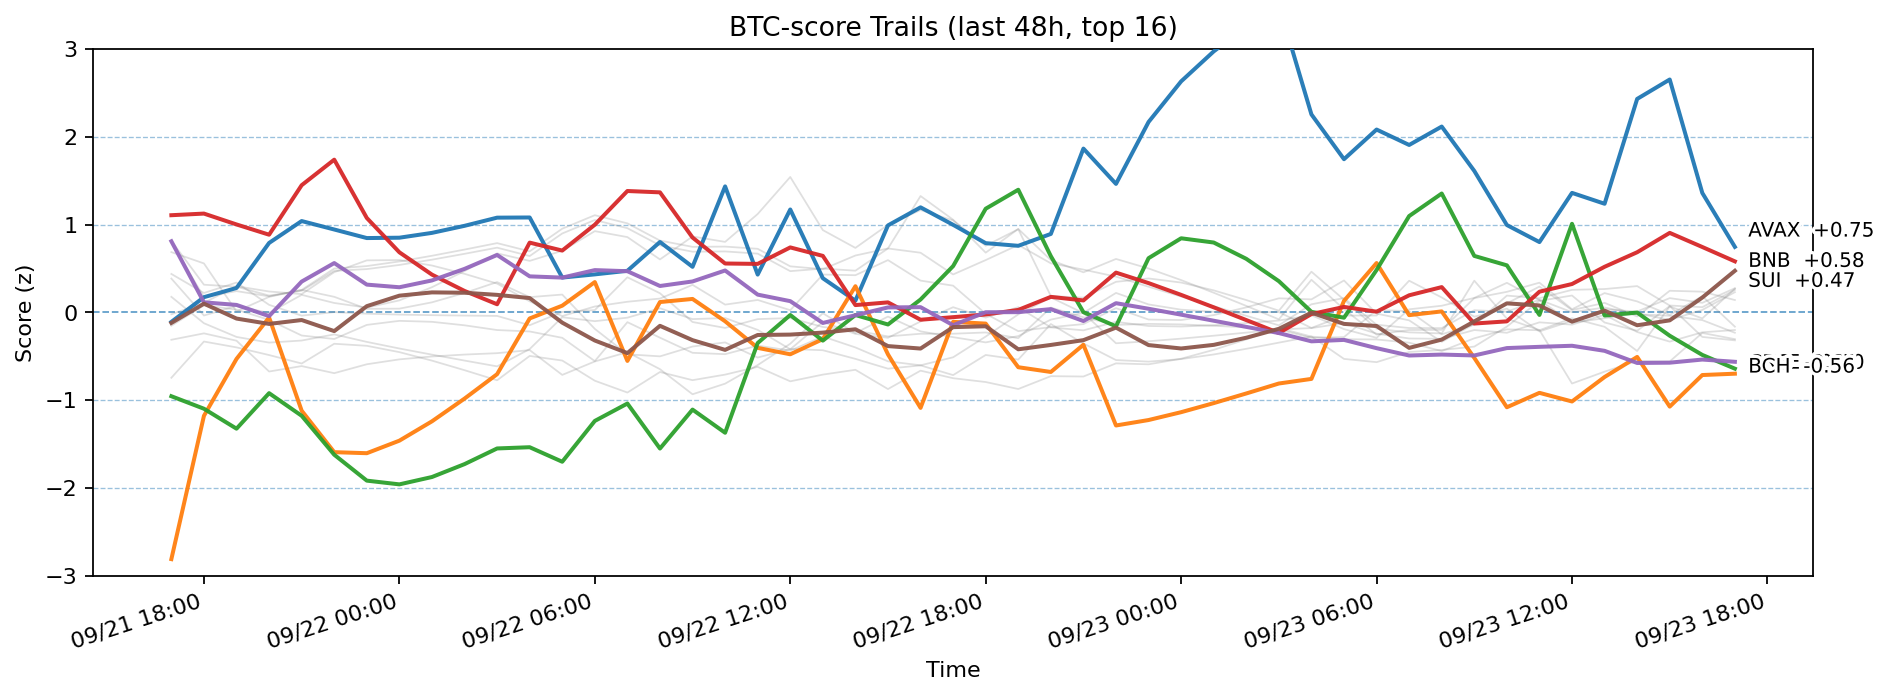 BTC-score Trails (last 48h, top 16)
Score (z)
3
2
1
0
−1
−2
−3
AVAX +0.75
BNB +0.58
SUI +0.47
BCH -0.56
09/21 18:00
09/22 00:00
09/22 06:00
09/22 12:00
09/22 18:00
09/23 00:00
09/23 06:00
09/23 12:00
09/23 18:00
Time